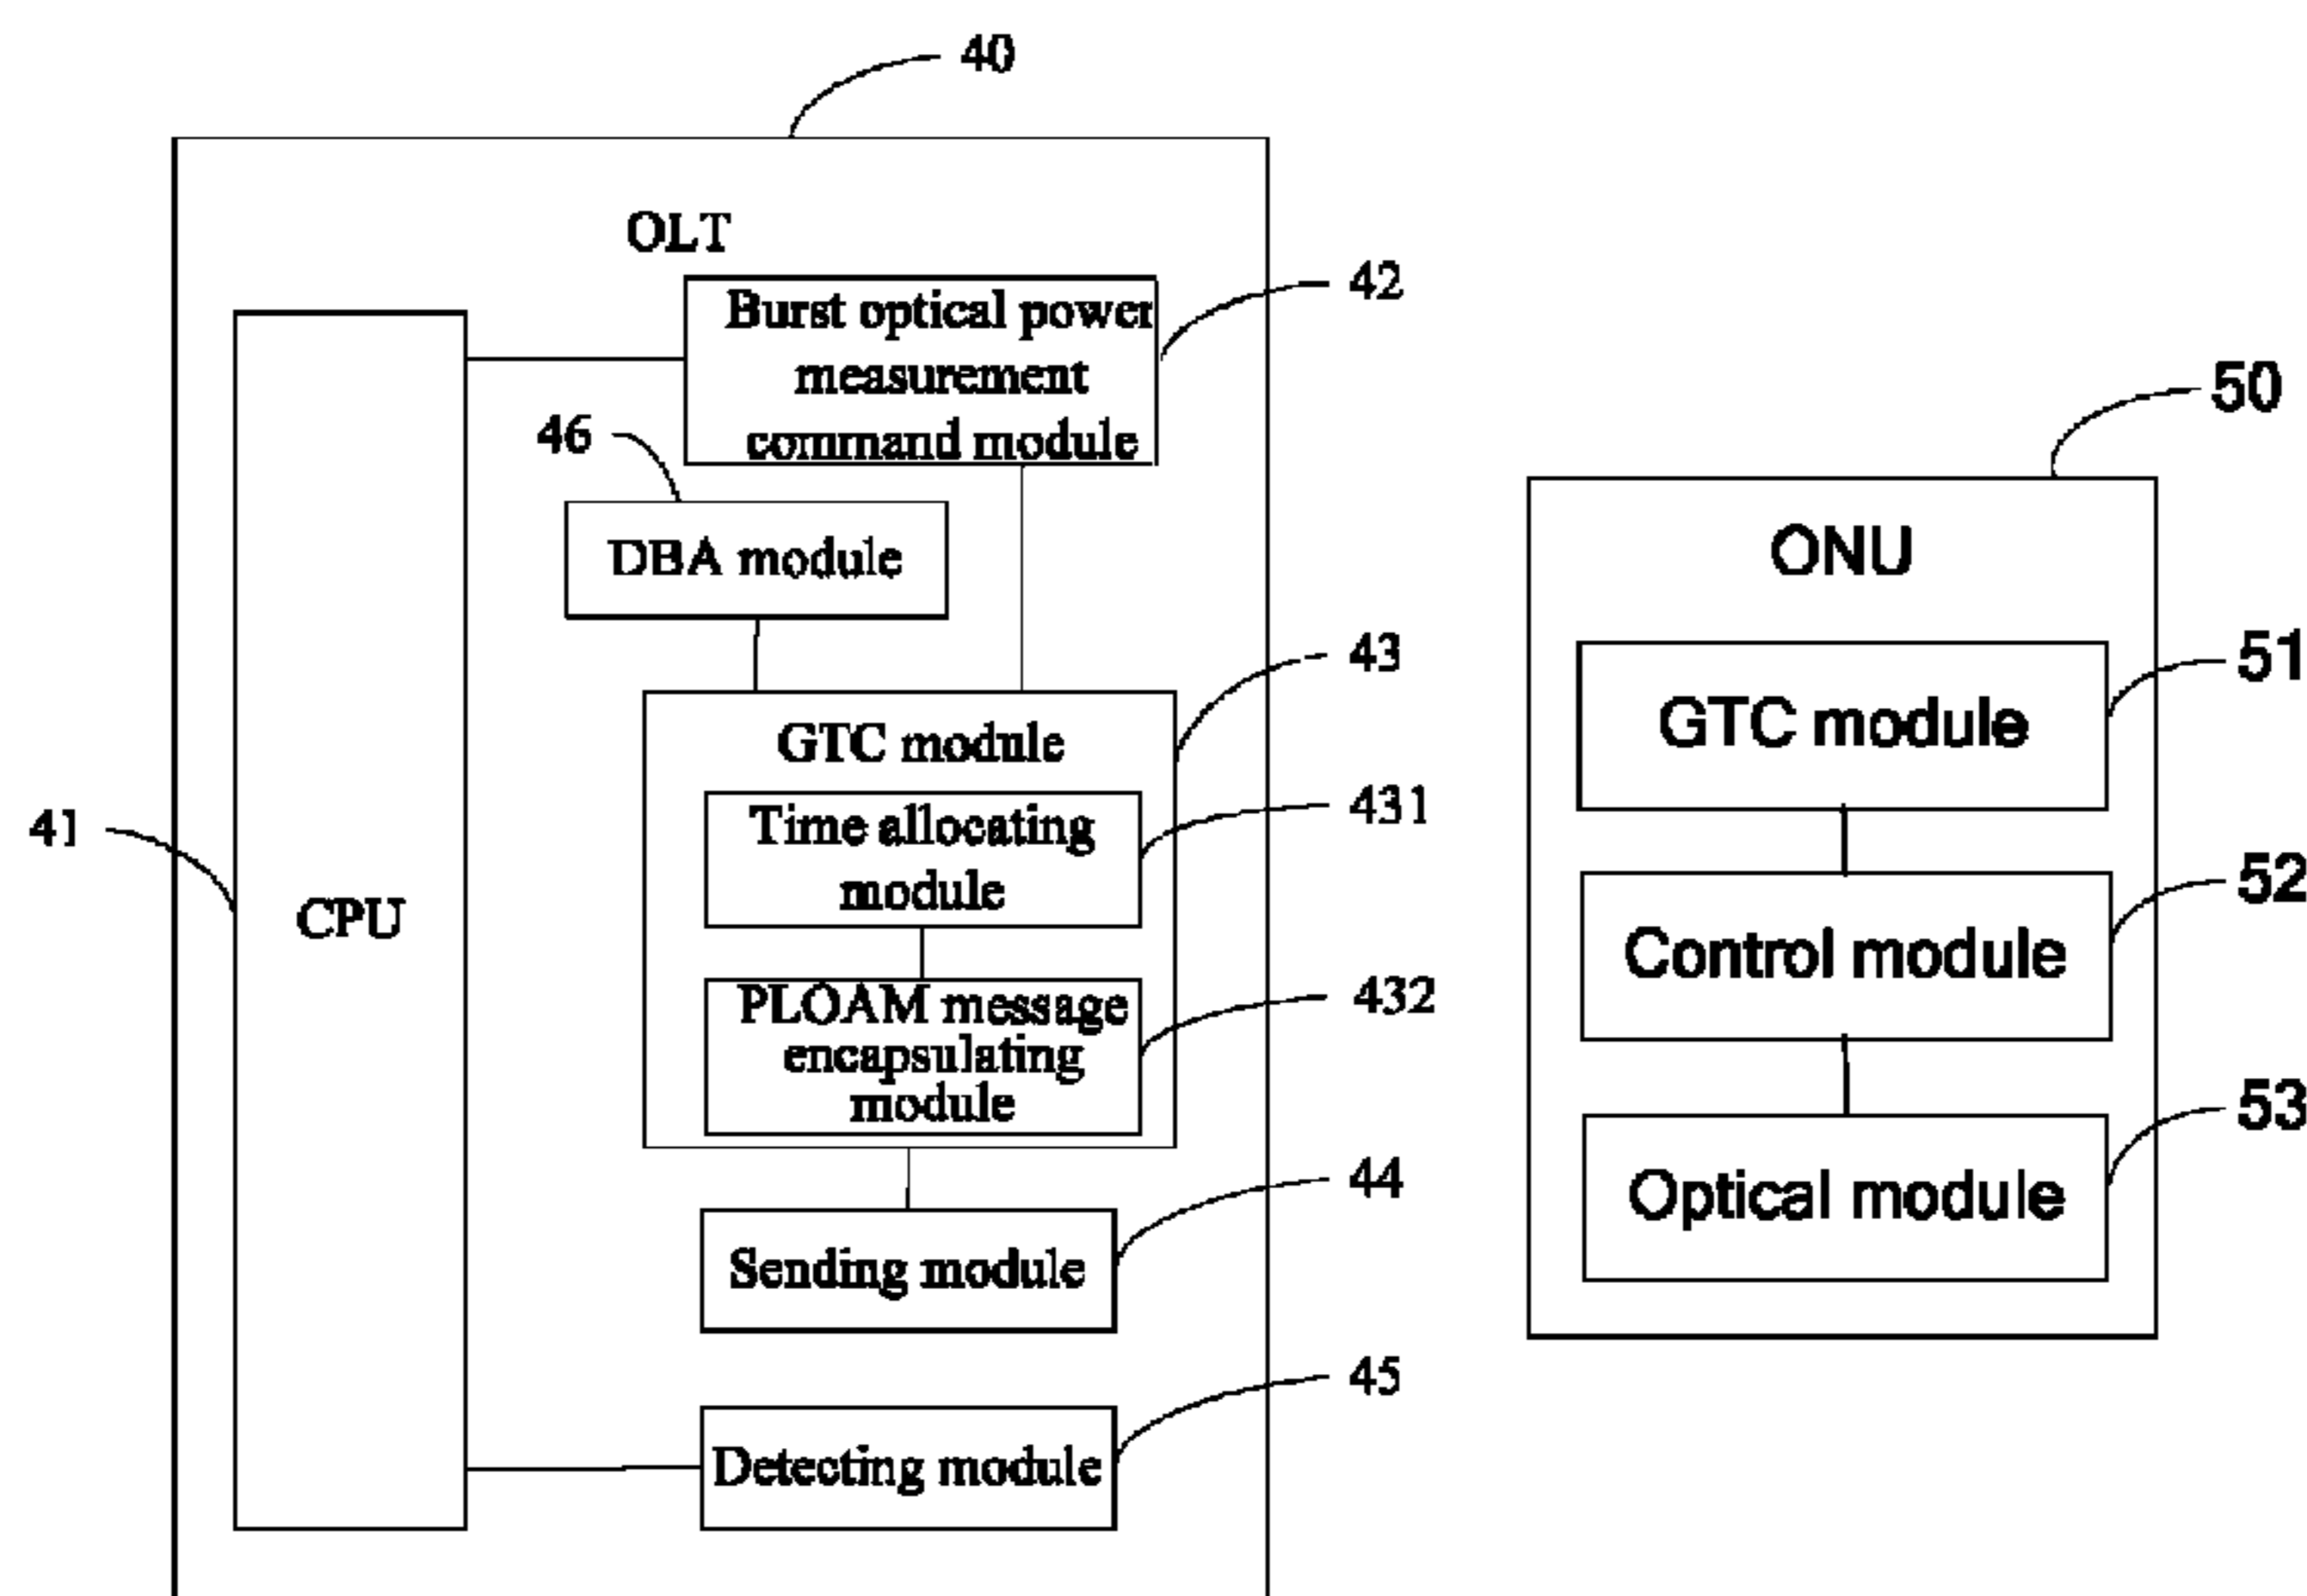 40
OLT
42
Burst optical power
measurement
command module
46
DBA module
43
GTC module
431
Time allocating
module
41
CPU
432
PLOAM message
encapsulating
module
44
Sending module
45
Detecting module
50
ONU
51
GTC module
52
Control module
53
Optical module